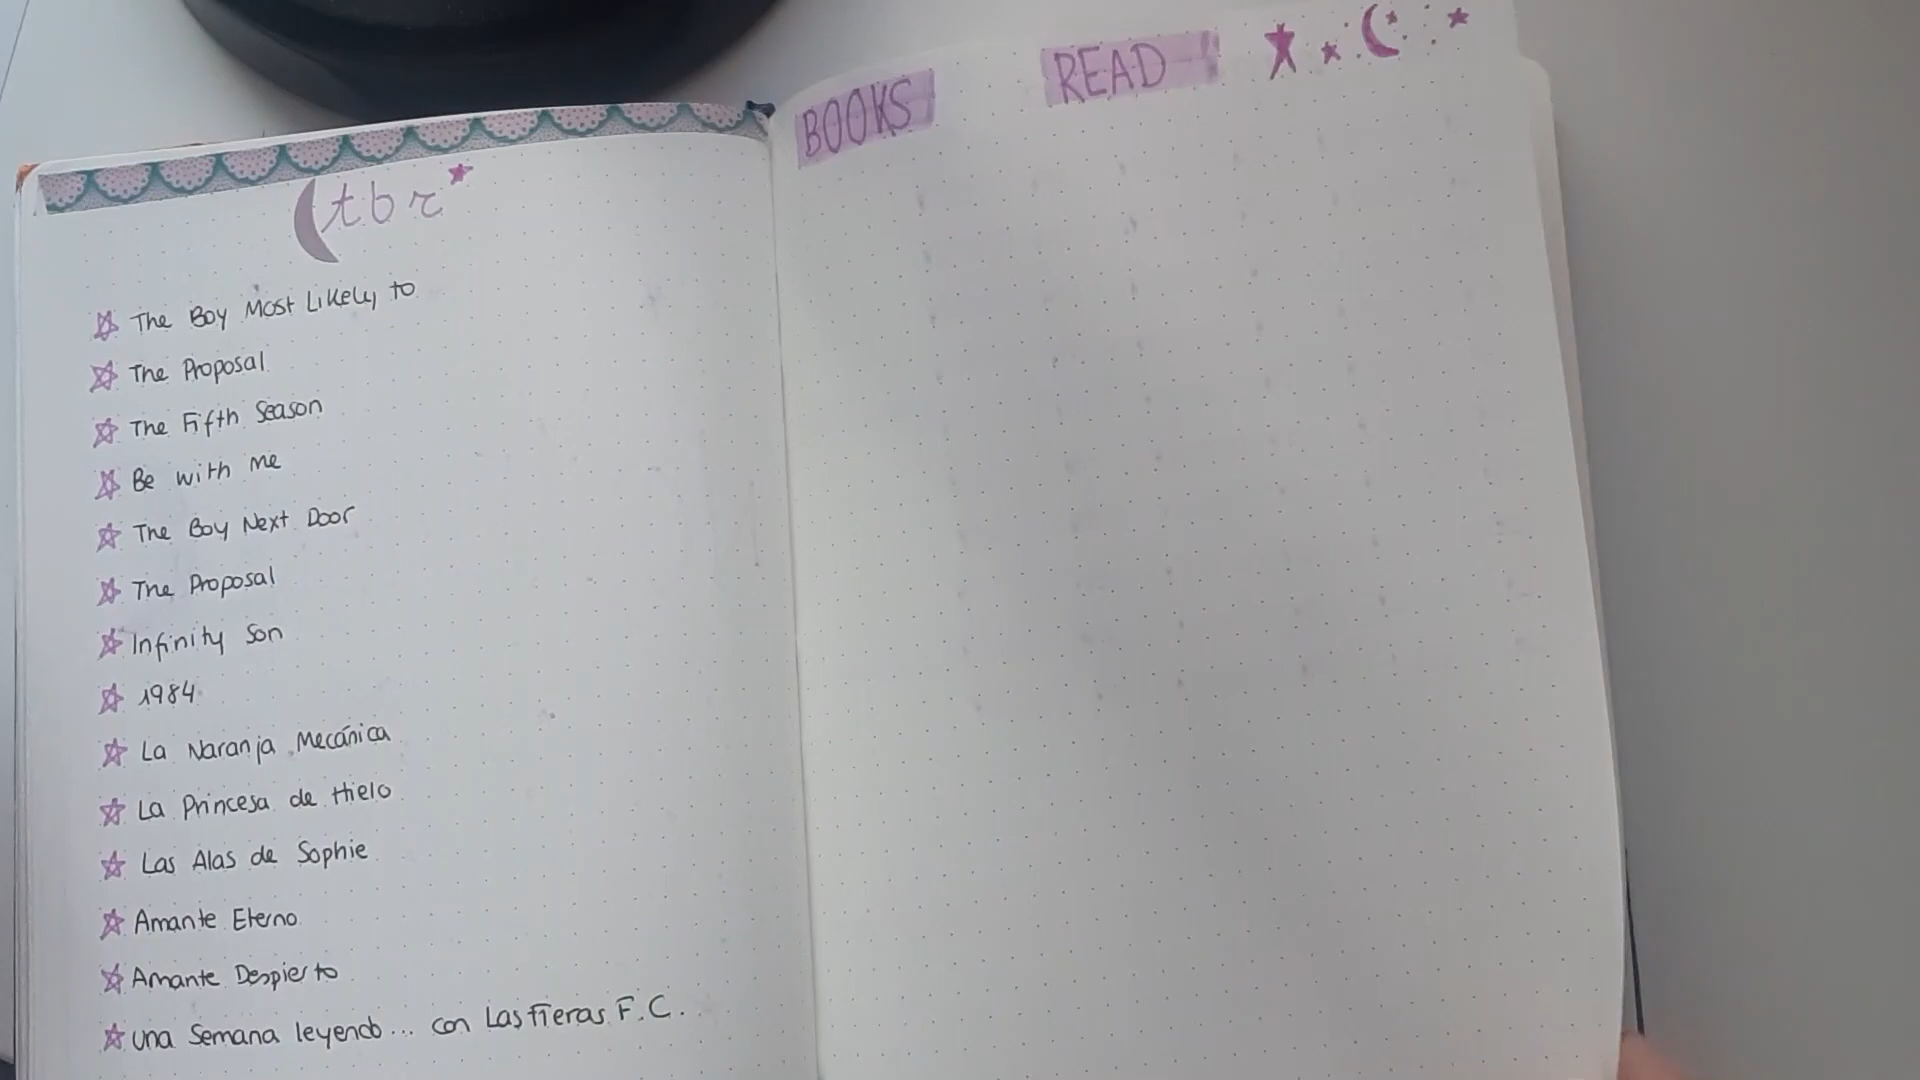 tbr
The Boy Most Likely to
The Proposal
The Fifth Season
Be with me
The Boy Next Door
The Proposal
Infinity Son
1984
La Naranja Mecánica
La Princesa de Hielo
Las Alas de Sophie
Amante Eterno
Amante Despierto
Una Semana leyendo... con Las Fieras F.C.
BOOKS READ